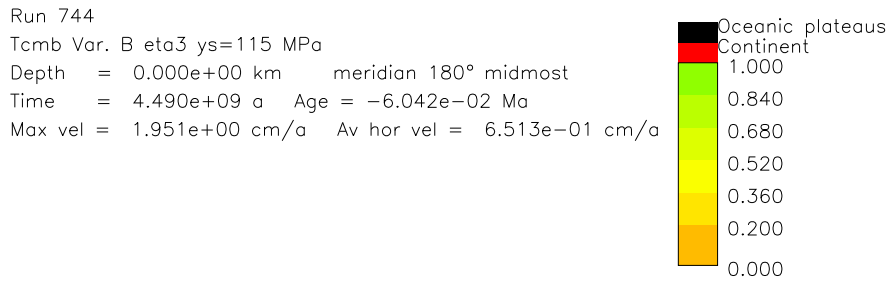 Run 744
Tcmb Var. B eta3 ys=115 MPa
Depth = 0.000e+00 km meridian 180° midmost
Time = 4.490e+09 a Age = −6.042e−02 Ma
Max vel = 1.951e+00 cm/a Av hor vel = 6.513e−01 cm/a
Oceanic plateaus
Continent
1.000
0.840
0.680
0.520
0.360
0.200
0.000